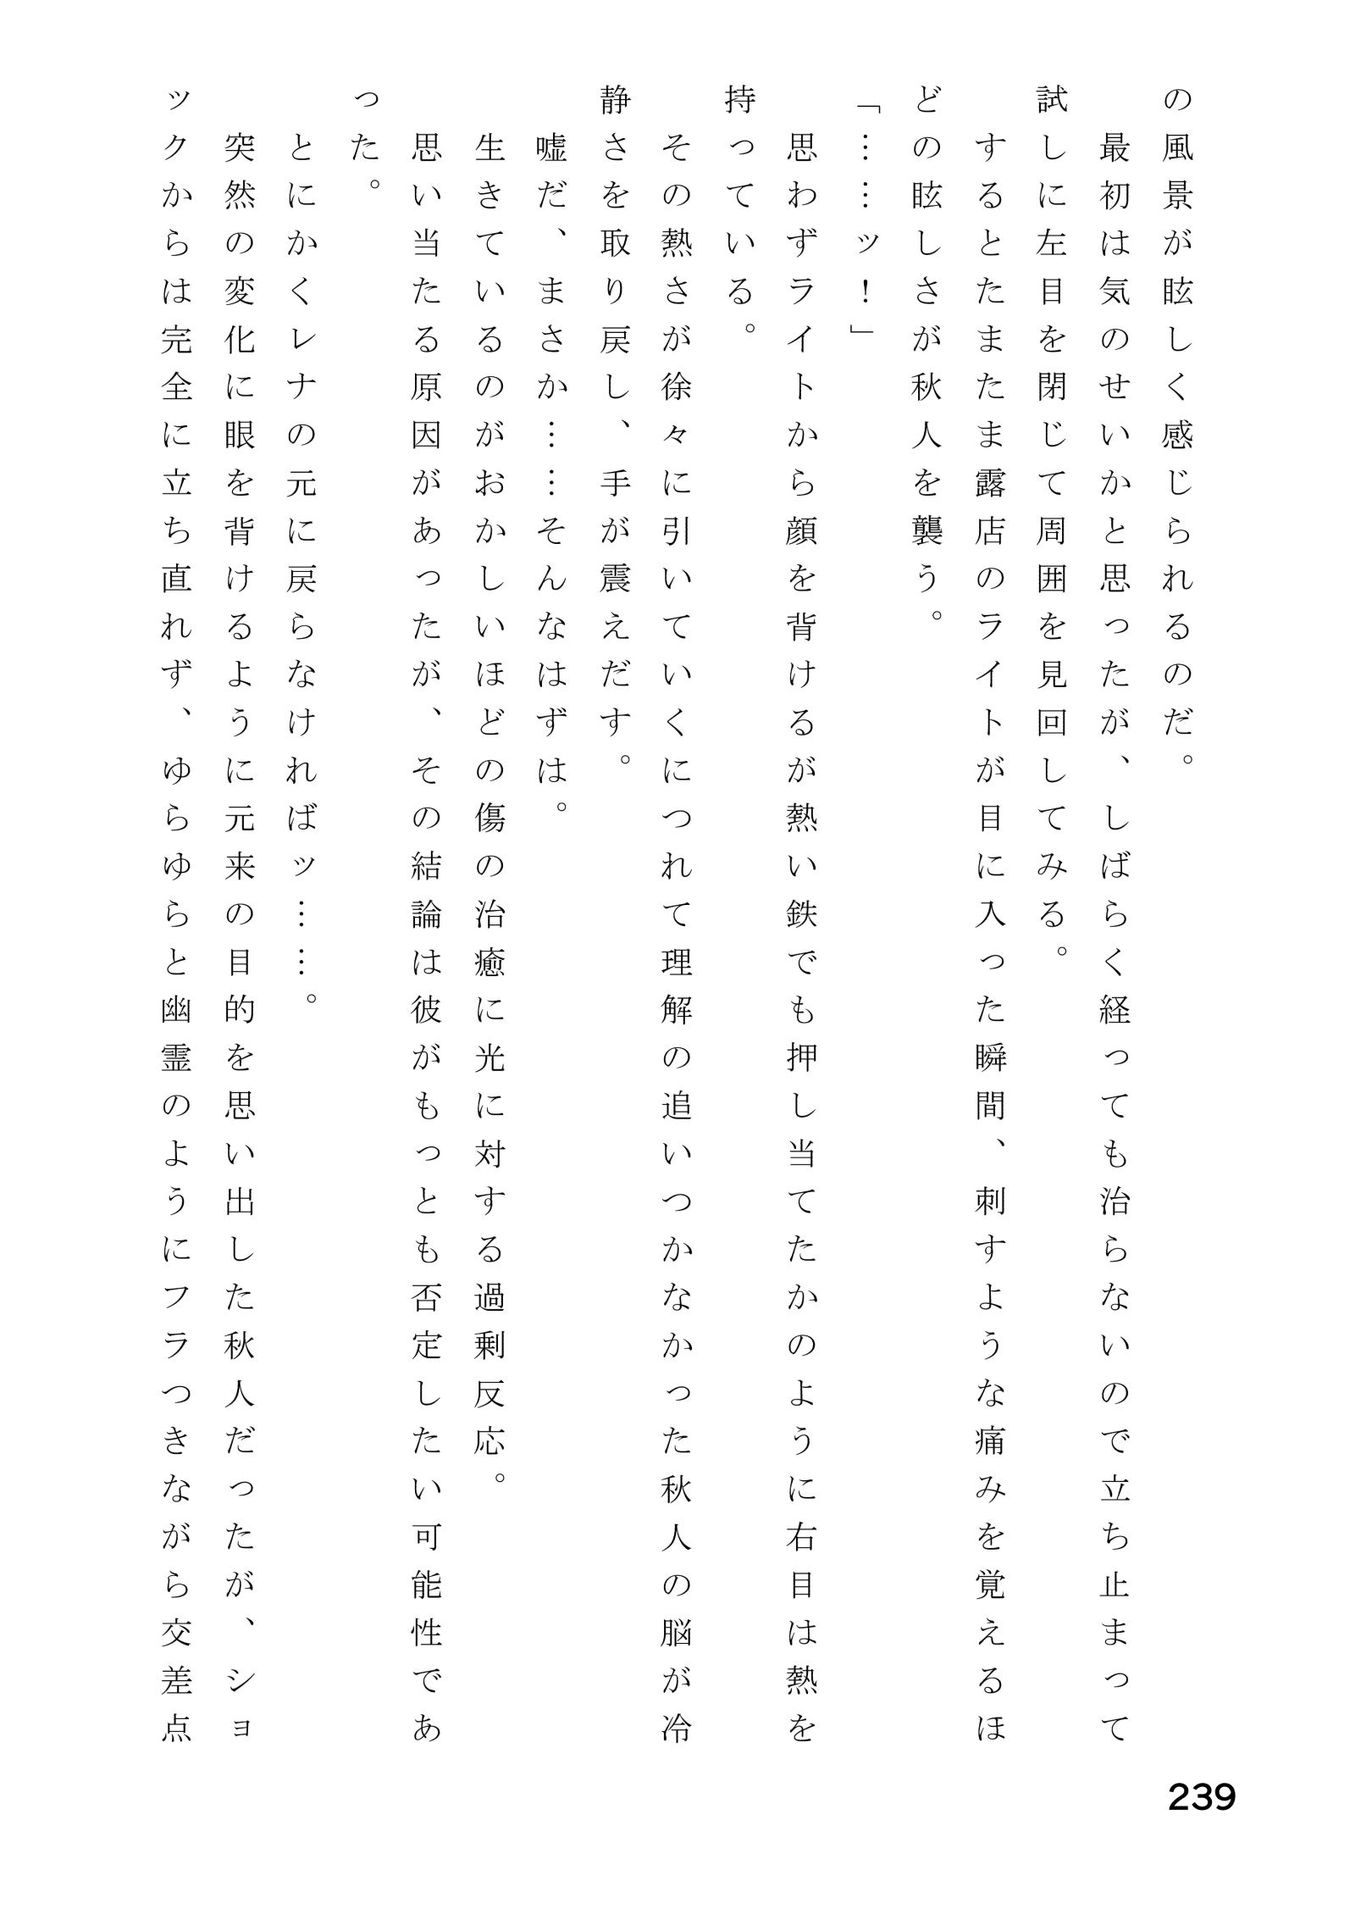 の風景が眩しく感じられるのだ。
　最初は気のせいかと思ったが、しばらく経っても治らないので立ち止まって
試しに左目を閉じて周囲を見回してみる。
　するとたまたま露店のライトが目に入った瞬間、刺すような痛みを覚えるほ
どの眩しさが秋人を襲う。
「……ッ！」
　思わずライトから顔を背けるが熱い鉄でも押し当てたかのように右目は熱を
持っている。
　その熱さが徐々に引いていくにつれて理解の追いつかなかった秋人の脳が冷
静さを取り戻し、手が震えだす。
　嘘だ、まさか……そんなはずは。
　生きているのがおかしいほどの傷の治癒に光に対する過剰反応。
　思い当たる原因があったが、その結論は彼がもっとも否定したい可能性であ
った。
　とにかくレナの元に戻らなければッ……。
　突然の変化に眼を背けるように元来の目的を思い出した秋人だったが、ショ
ックからは完全に立ち直れず、ゆらゆらと幽霊のようにフラつきながら交差点
239